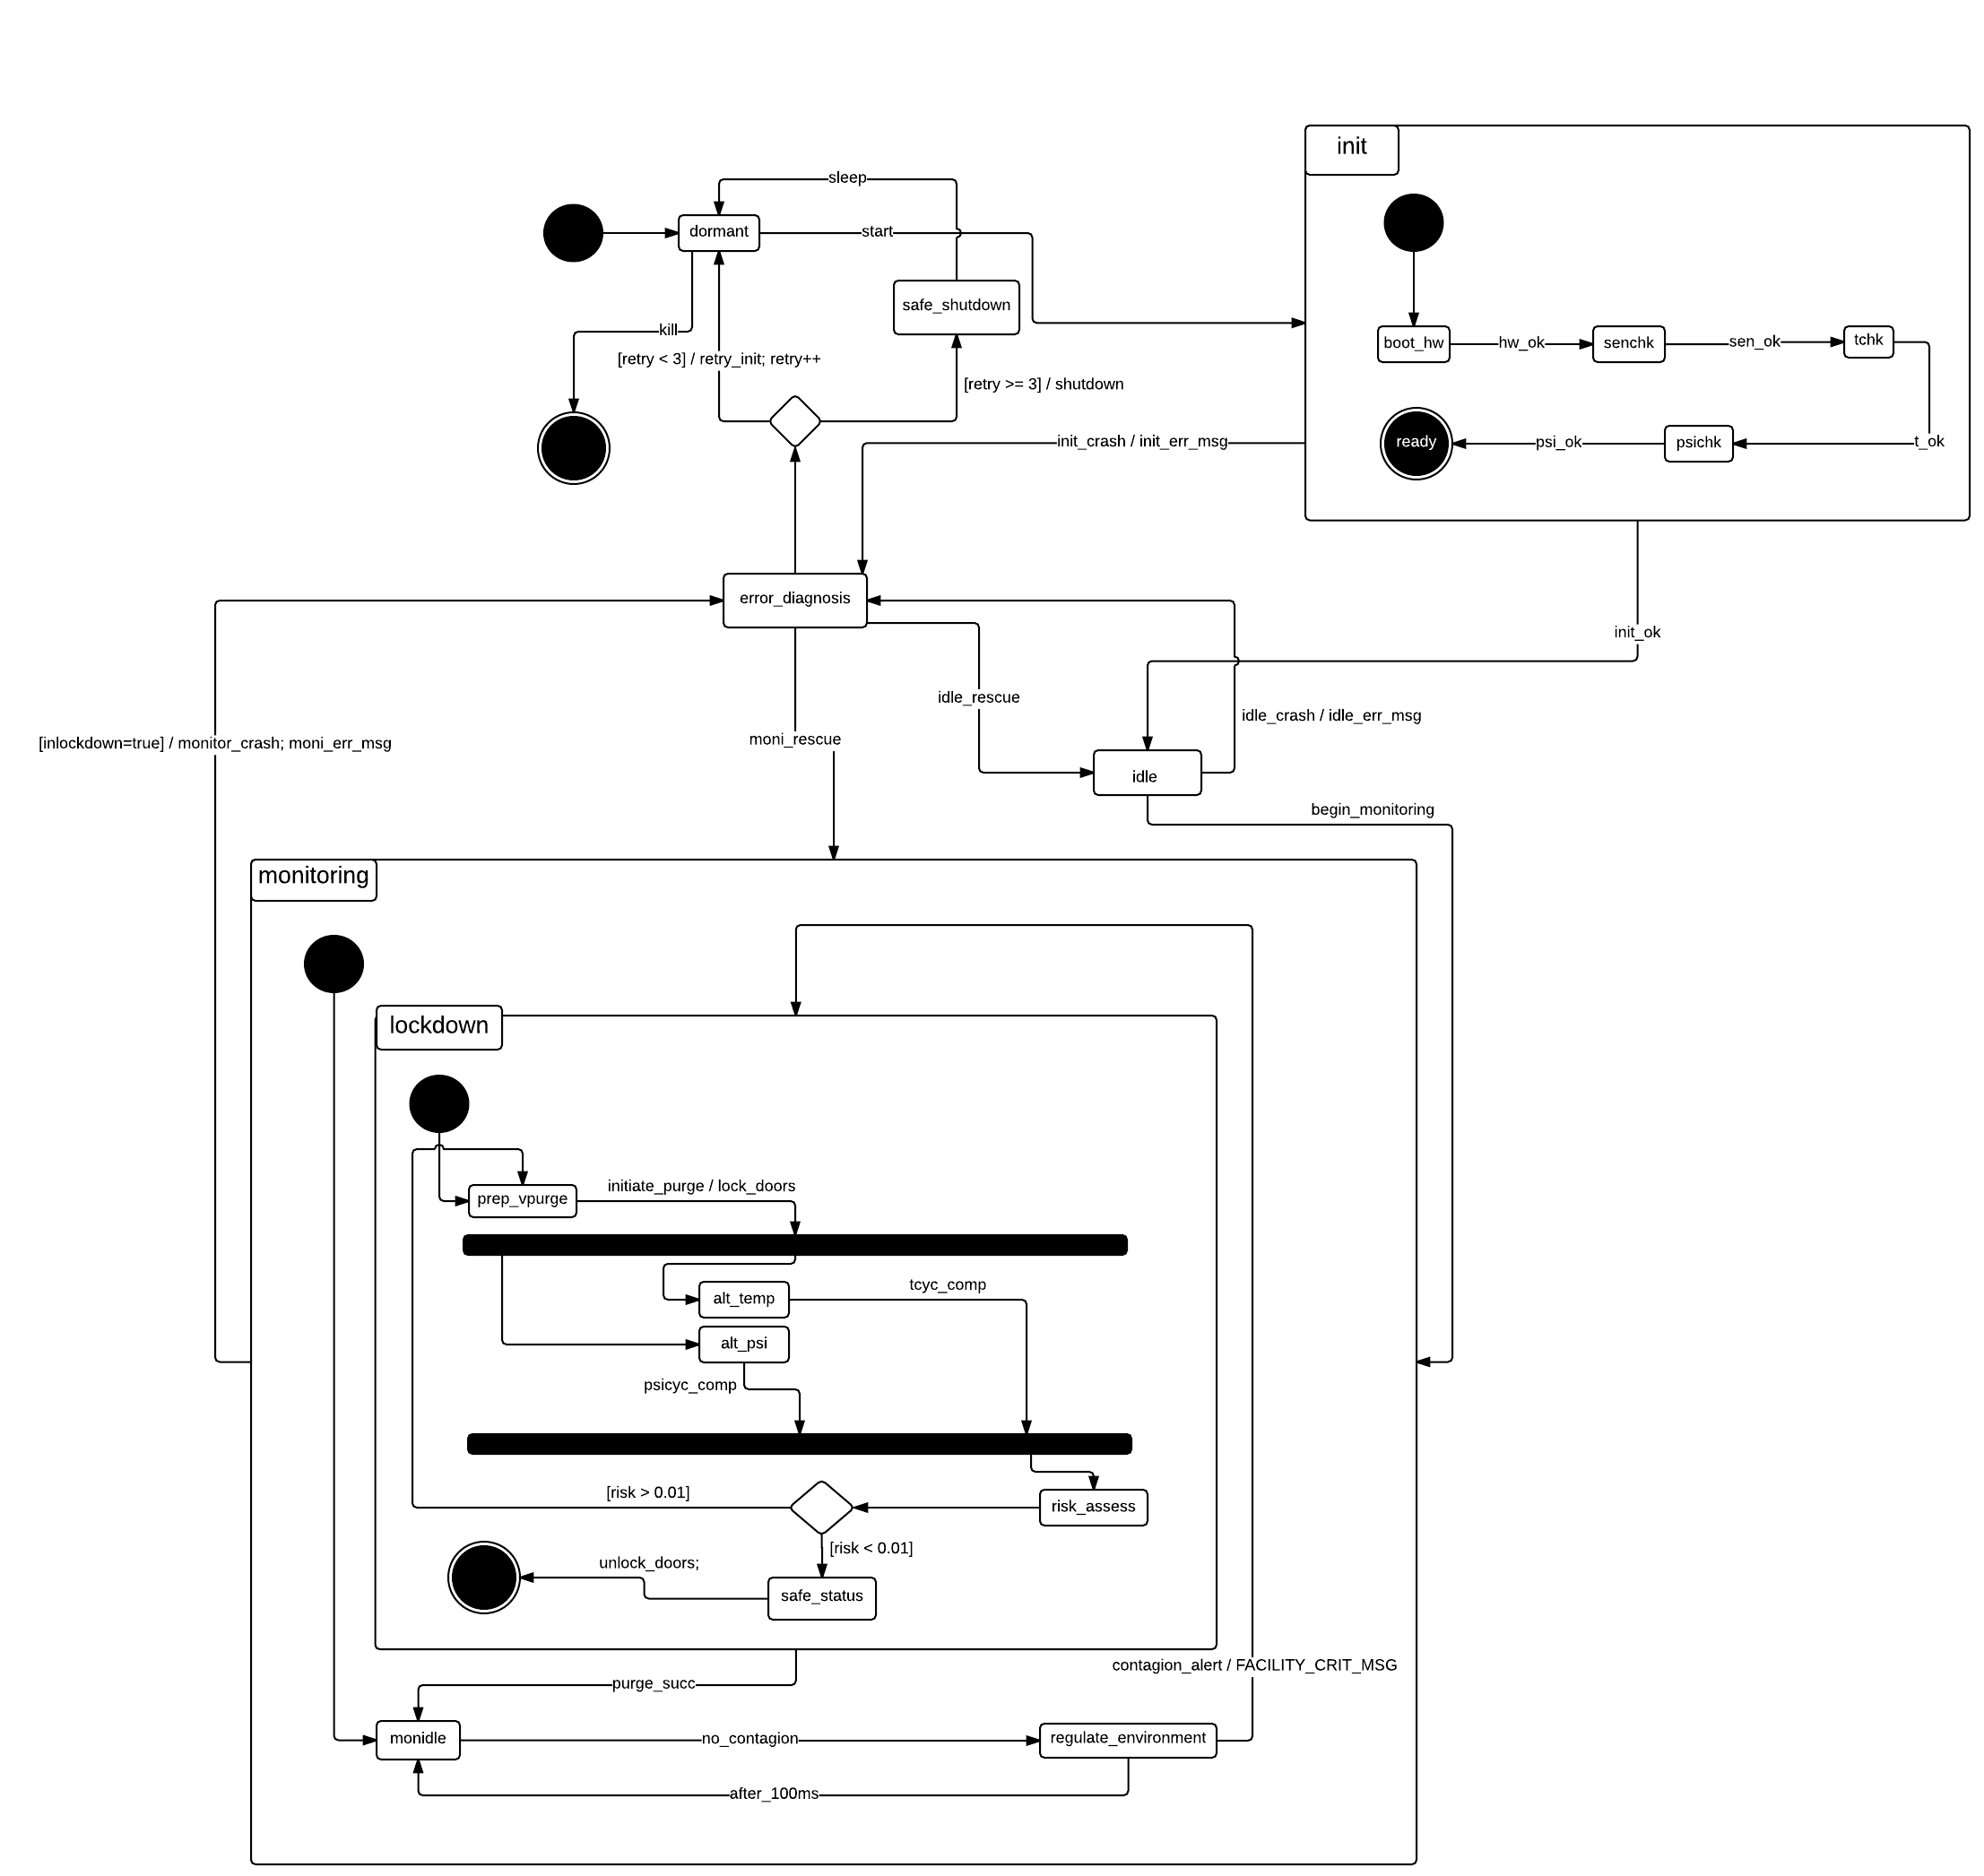 init
sleep
dormant
start
safe_shutdown
kill
[retry < 3] / retry_init; retry++
[retry >= 3] / shutdown
boot_hw
hw_ok
senchk
sen_ok
tchk
init_crash / init_err_msg
ready
psi_ok
psichk
t_ok
error_diagnosis
init_ok
idle_rescue
idle_crash / idle_err_msg
[inlockdown=true] / monitor_crash; moni_err_msg
moni_rescue
idle
begin_monitoring
monitoring
lockdown
prep_vpurge
initiate_purge / lock_doors
alt_temp
tcyc_comp
alt_psi
psicyc_comp
[risk > 0.01]
risk_assess
[risk < 0.01]
unlock_doors;
safe_status
contagion_alert / FACILITY_CRIT_MSG
purge_succ
monidle
no_contagion
regulate_environment
after_100ms